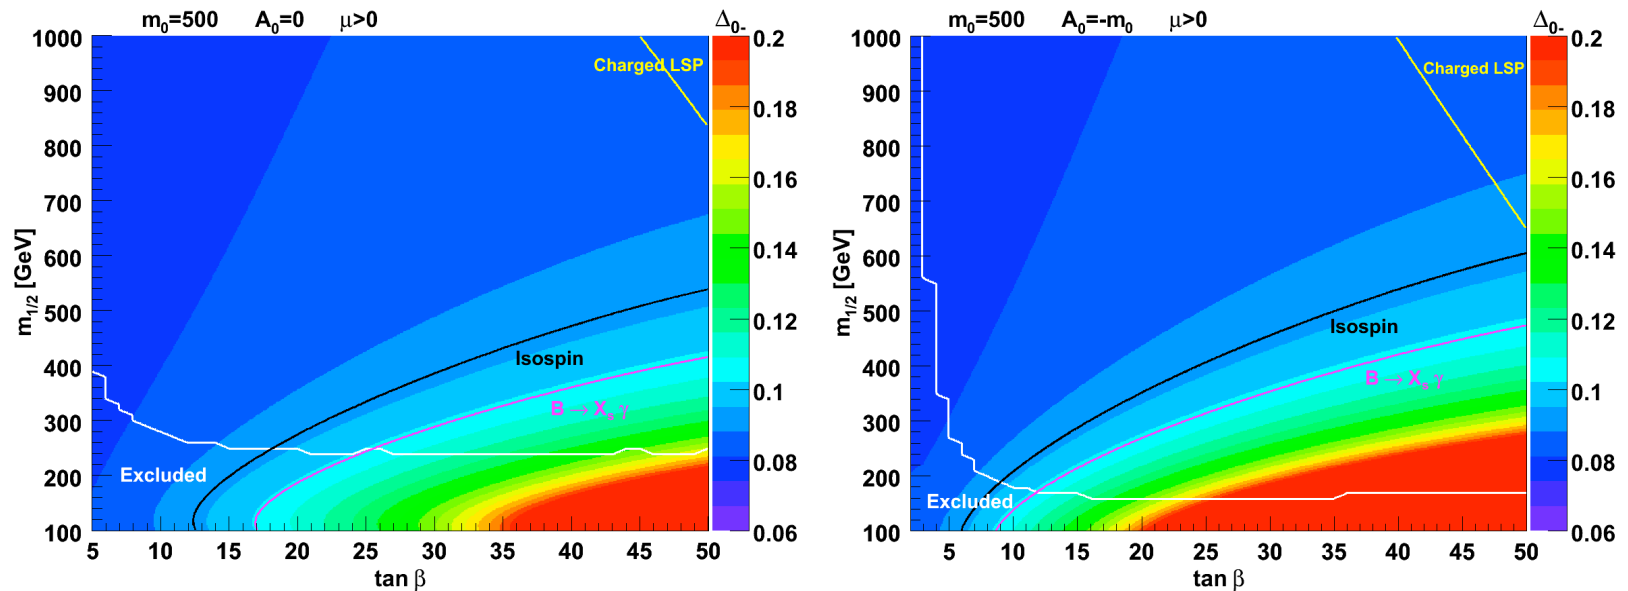 m0=500 A0=0 μ>0 Δ0-
1000
900
800
700
600
500
400
300
200
100
m1/2 [GeV]
Charged LSP
Isospin
B → Xs γ
Excluded
5 10 15 20 25 30 35 40 45 50
tan β
0.2
0.18
0.16
0.14
0.12
0.1
0.08
0.06
m0=500 A0=-m0 μ>0 Δ0-
1000
900
800
700
600
500
400
300
200
100
m1/2 [GeV]
Charged LSP
Isospin
B → Xs γ
Excluded
5 10 15 20 25 30 35 40 45 50
tan β
0.2
0.18
0.16
0.14
0.12
0.1
0.08
0.06